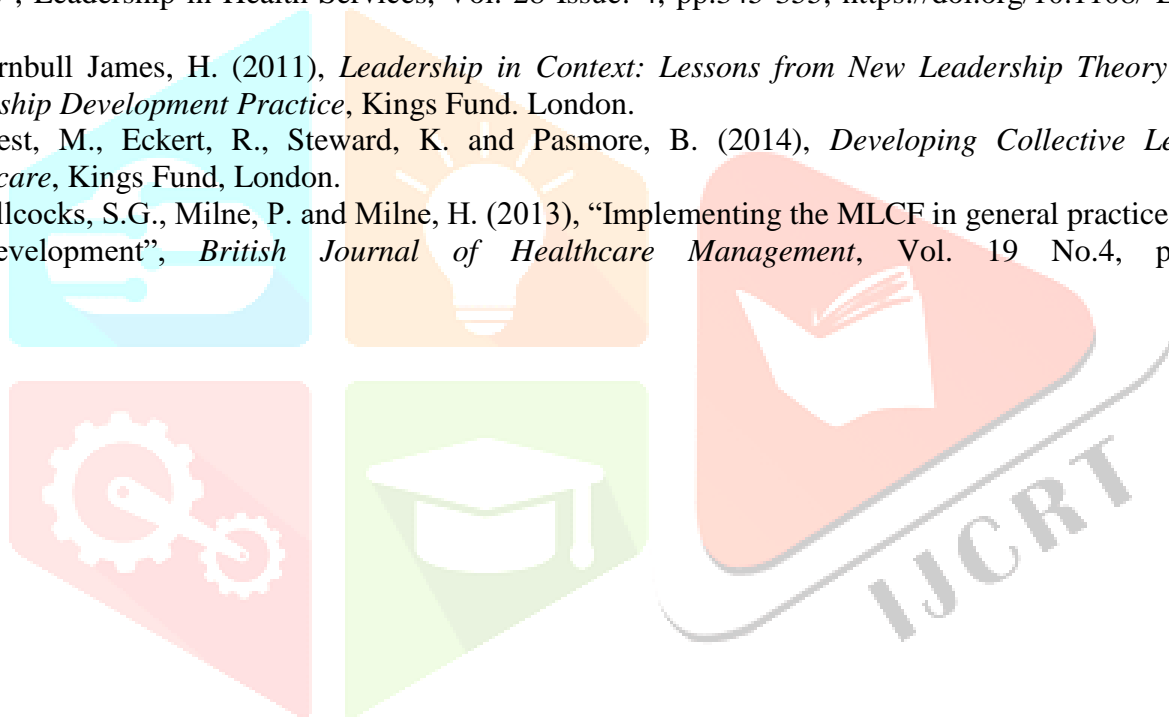 , Leadership in Health Services, Vol. 28 Issue: 4, pp.345-353, https://doi.org/10.1108/
rnbull James, H. (2011), Leadership in Context: Lessons from New Leadership Theory
ship Development Practice, Kings Fund. London.
est, M., Eckert, R., Steward, K. and Pasmore, B. (2014), Developing Collective Le
care, Kings Fund, London.
llcocks, S.G., Milne, P. and Milne, H. (2013), “Implementing the MLCF in general practice
evelopment”, British Journal of Healthcare Management, Vol. 19 No.4, p
IJCRT